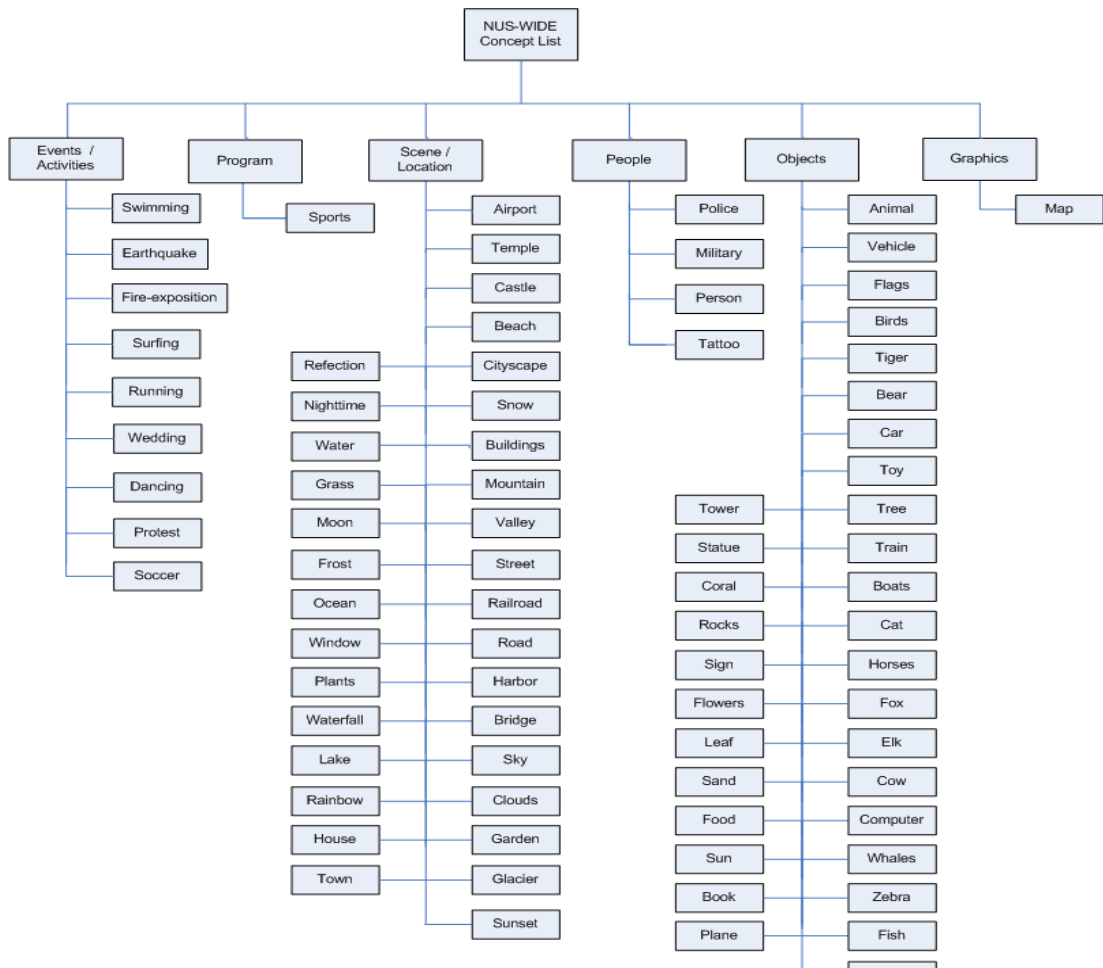 NUS-WIDE
Concept List
Events /
Activities
Program
Scene /
Location
People
Objects
Graphics
Swimming
Earthquake
Fire-exposition
Surfing
Running
Wedding
Dancing
Protest
Soccer
Sports
Refection
Nighttime
Water
Grass
Moon
Frost
Ocean
Window
Plants
Waterfall
Lake
Rainbow
House
Town
Airport
Temple
Castle
Beach
Cityscape
Snow
Buildings
Mountain
Valley
Street
Railroad
Road
Harbor
Bridge
Sky
Clouds
Garden
Glacier
Sunset
Police
Military
Person
Tattoo
Tower
Statue
Coral
Rocks
Sign
Flowers
Leaf
Sand
Food
Sun
Book
Plane
Animal
Vehicle
Flags
Birds
Tiger
Bear
Car
Toy
Tree
Train
Boats
Cat
Horses
Fox
Elk
Cow
Computer
Whales
Zebra
Fish
Map